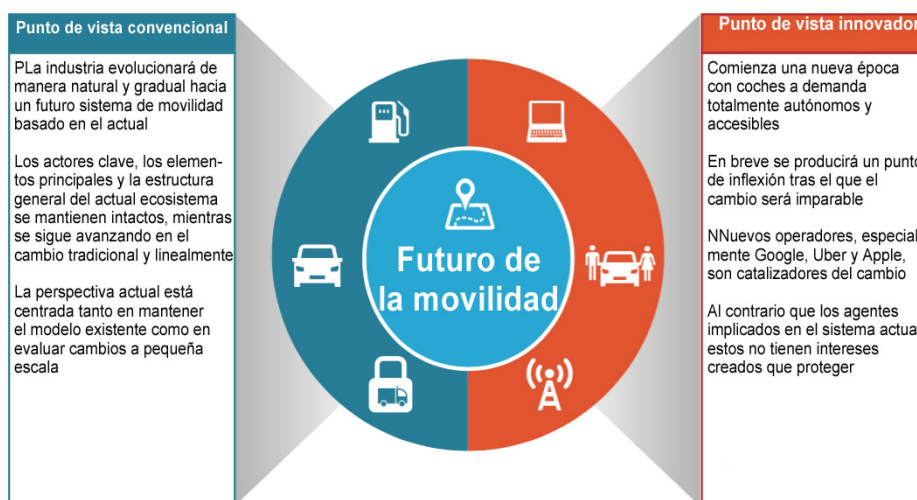 Punto de vista convencional
PLa industria evolucionará de
manera natural y gradual hacia
un futuro sistema de movilidad
basado en el actual
Los actores clave, los elemen-
tos principales y la estructura
general del actual ecosistema
se mantienen intactos, mientras
se sigue avanzando en el
cambio tradicional y linealmente
La perspectiva actual está
centrada tanto en mantener
el modelo existente como en
evaluar cambios a pequeña
escala
Futuro de
la movilidad
Punto de vista innovador
Comienza una nueva época
con coches a demanda
totalmente autónomos y
accesibles
En breve se producirá un punto
de inflexión tras el que el
cambio será imparable
NNuevos operadores, especial
mente Google, Uber y Apple,
son catalizadores del cambio
Al contrario que los agentes
implicados en el sistema actua
estos no tienen intereses
creados que proteger